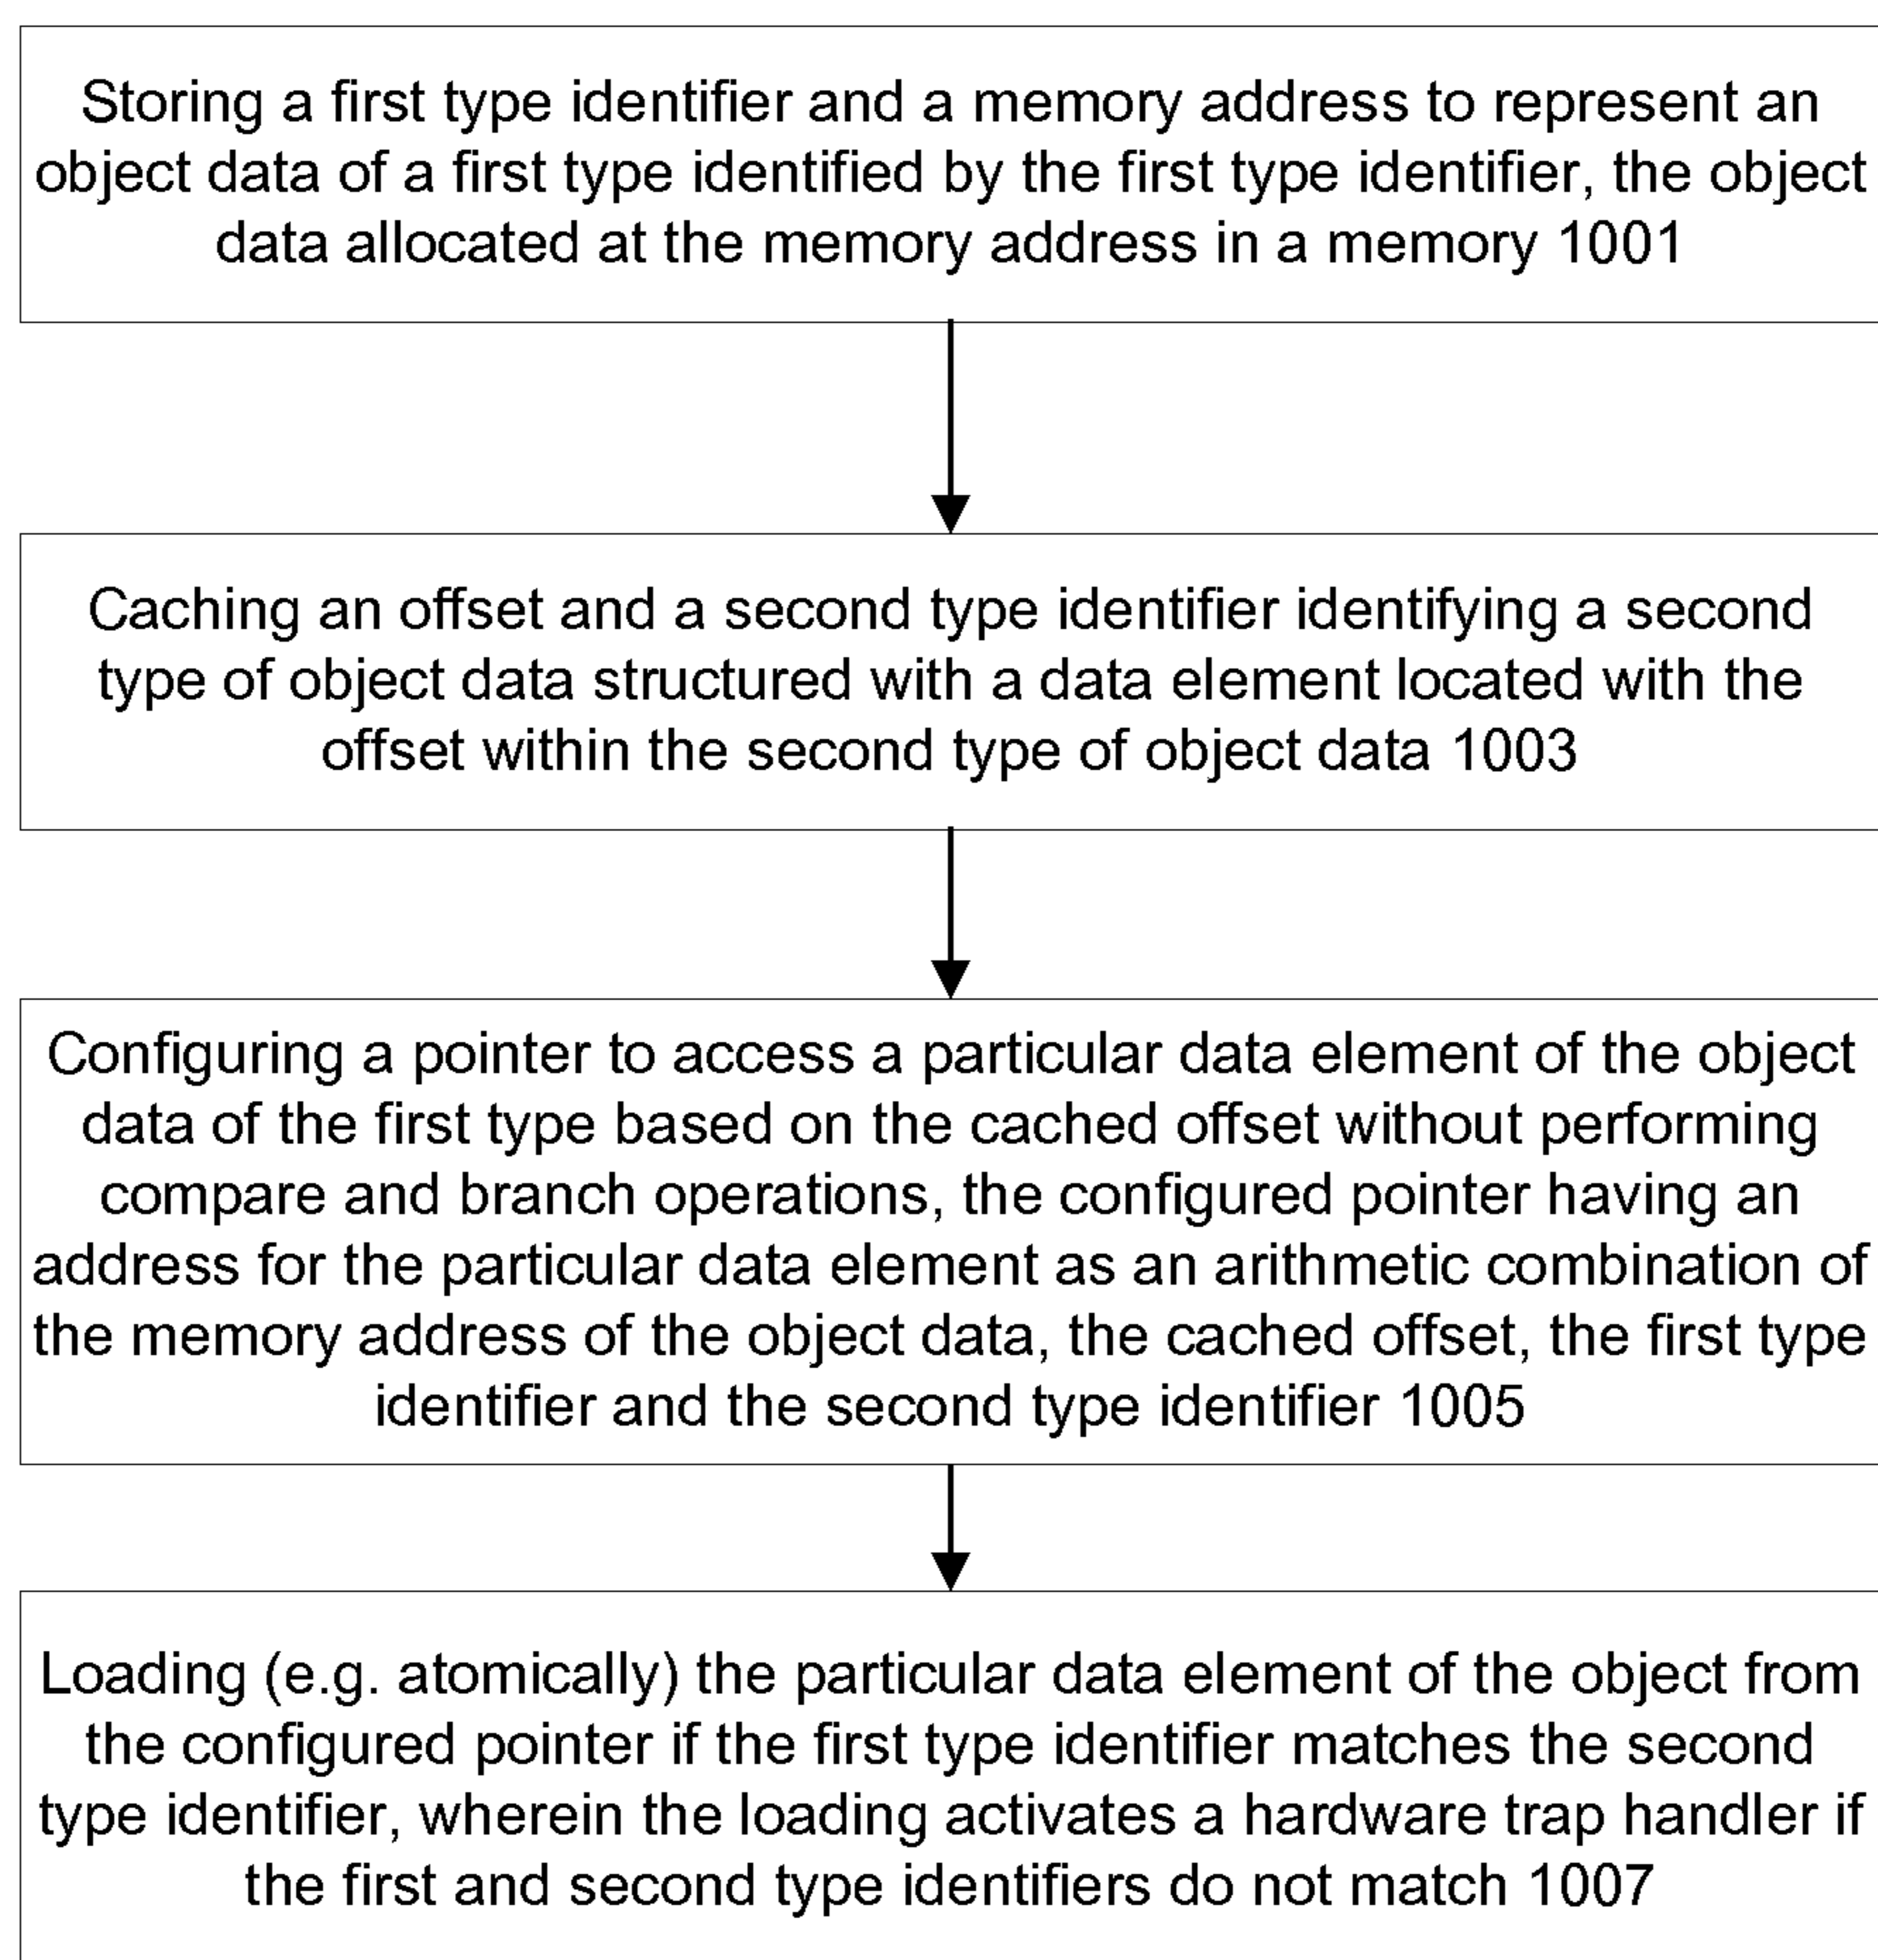 Storing a first type identifier and a memory address to represent an
object data of a first type identified by the first type identifier, the object
data allocated at the memory address in a memory 1001
Caching an offset and a second type identifier identifying a second
type of object data structured with a data element located with the
offset within the second type of object data 1003
Configuring a pointer to access a particular data element of the object
data of the first type based on the cached offset without performing
compare and branch operations, the configured pointer having an
address for the particular data element as an arithmetic combination of
the memory address of the object data, the cached offset, the first type
identifier and the second type identifier 1005
Loading (e.g. atomically) the particular data element of the object from
the configured pointer if the first type identifier matches the second
type identifier, wherein the loading activates a hardware trap handler if
the first and second type identifiers do not match 1007